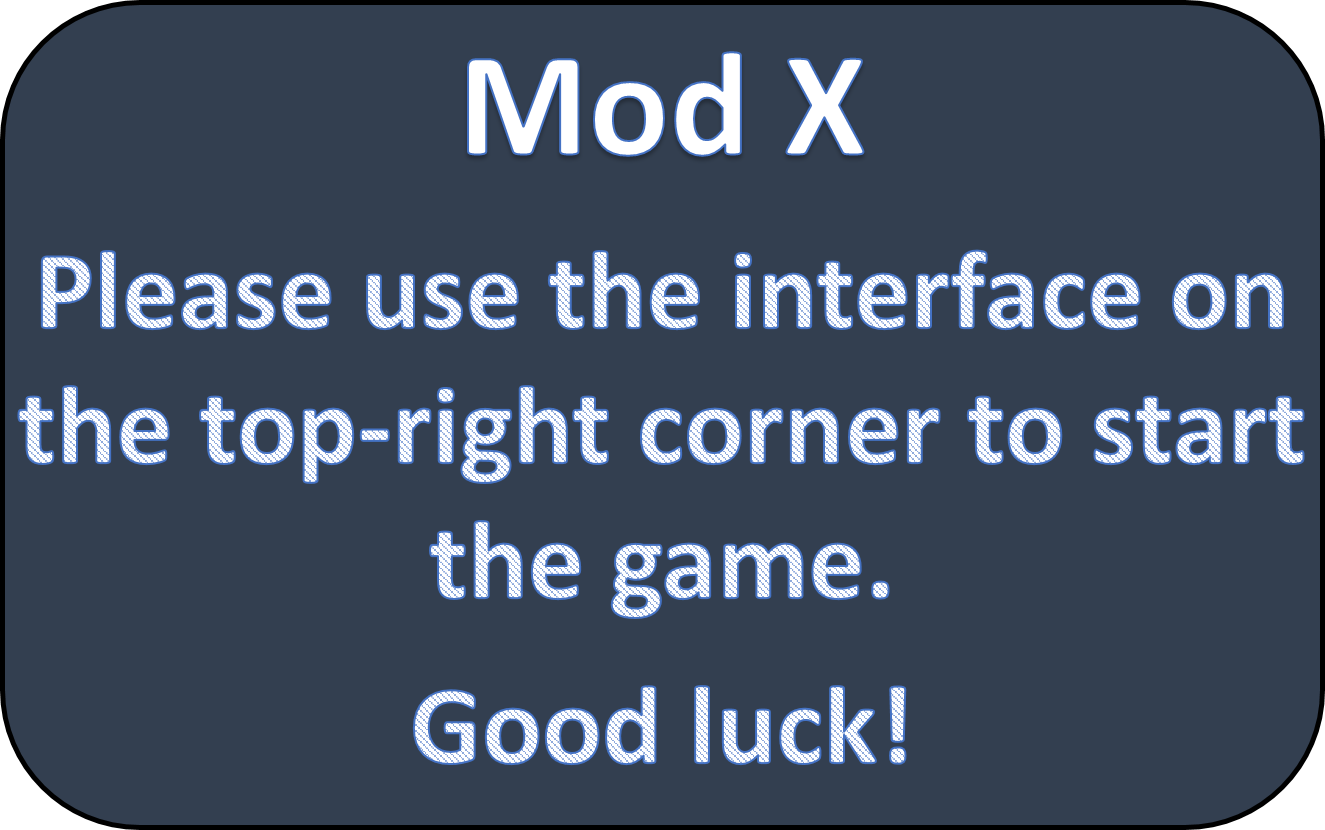 Mod X
Please use the interface on
the top-right corner to start
the game.
Good luck!